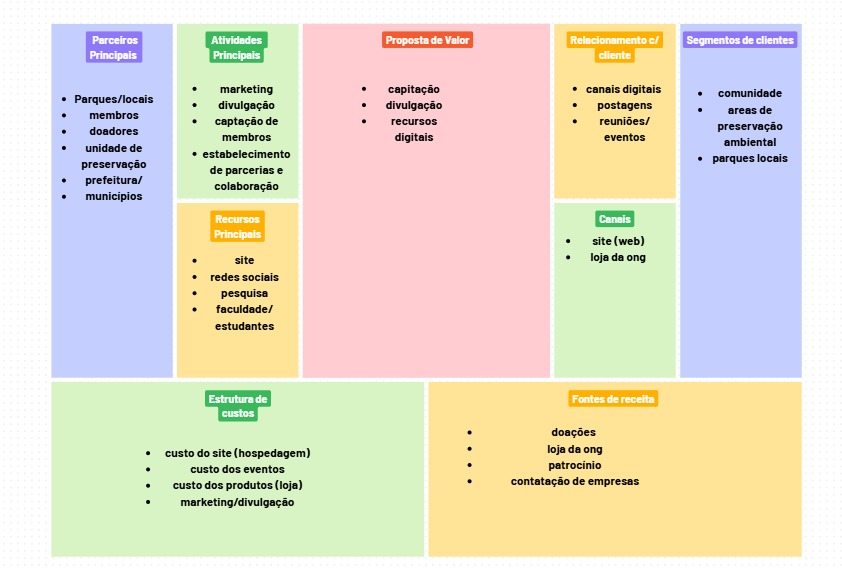 Parceiros
Principais
• Parques/locais
• membros
• doadores
• unidade de
preservação
• prefeitura/
• municípios
Atividades
Principais
• marketing
• divulgação
• captação de
membros
• estabelecimento
de parcerias e
colaboração
Recursos
Principais
• site
• redes sociais
• pesquisa
• faculdade/
estudantes
Proposta de Valor
• capitação
• divulgação
• recursos
digitais
Relacionamento c/
cliente
• canais digitais
• postagens
• reuniões/
eventos
Canais
• site (web)
• loja da ong
Segmentos de clientes
• comunidade
• areas de
preservação
ambiental
• parques locais
Estrutura de
custos
• custo do site (hospedagem)
• custo dos eventos
• custo dos produtos (loja)
• marketing/divulgação
Fontes de receita
• doações
• loja da ong
• patrocínio
• contatação de empresas